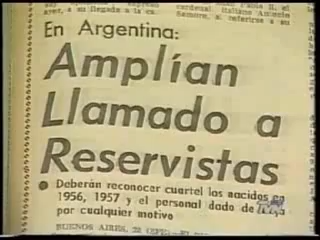 En Argentina:
Amplían
Llamado a
Reservistas
Deberán reconocer cuartel los nacidos en
1956, 1957 y el personal dado de
por cualquier motivo
BUENOS AIRES, 22